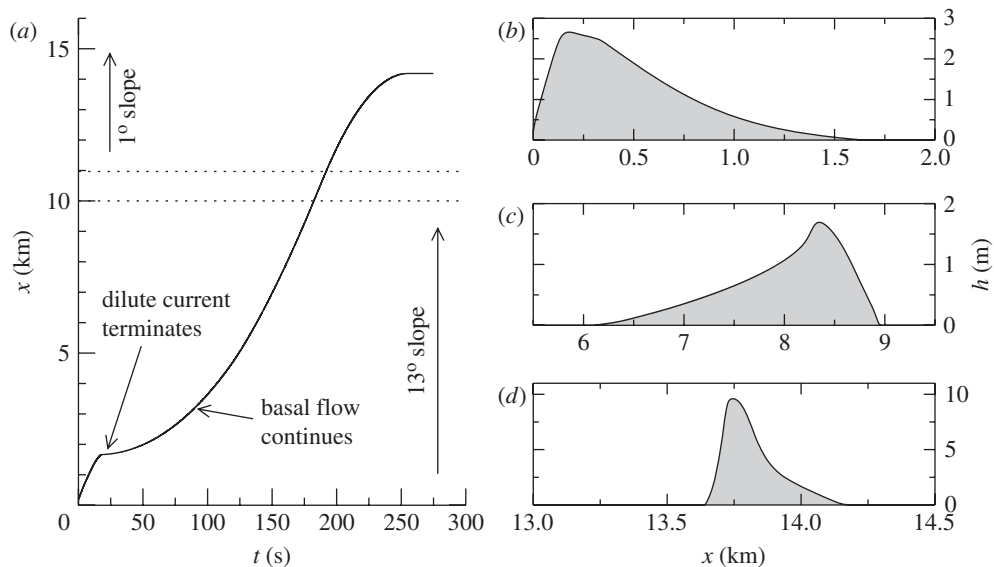 (a)
15
10
5
0
x (km)
1° slope
13° slope
dilute current
terminates
basal flow
continues
0
50
100
150
200
250
300
t (s)
(b)
3
2
1
0
0
0.5
1.0
1.5
2.0
(c)
2
1
0
6
7
8
9
h (m)
(d)
10
5
0
13.0
13.5
14.0
14.5
x (km)